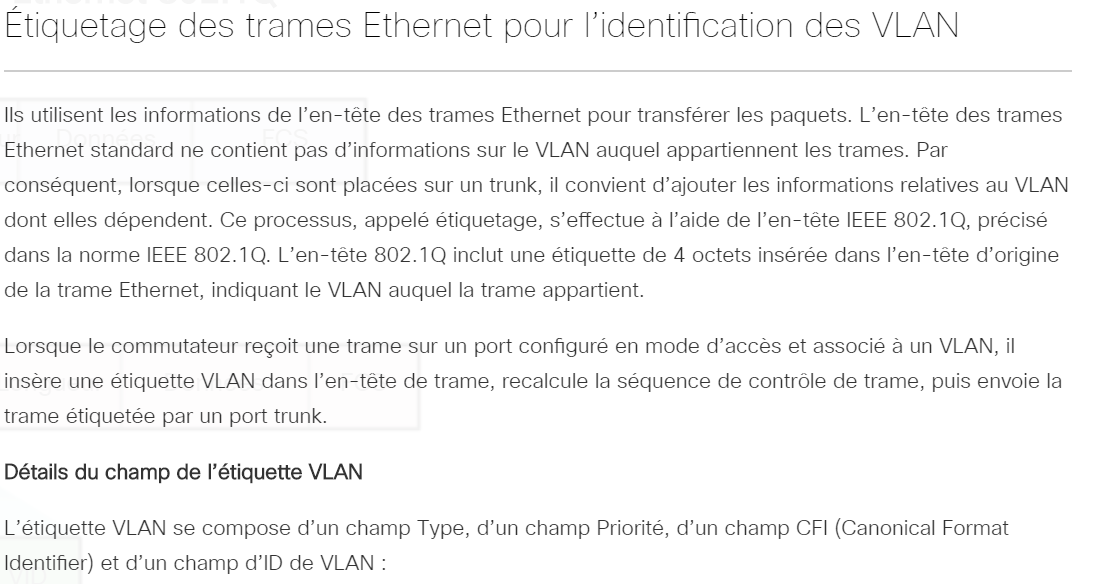 Étiquetage des trames Ethernet pour l'identification des VLAN
Ils utilisent les informations de l'en-tête des trames Ethernet pour transférer les paquets. L'en-tête des trames
Ethernet standard ne contient pas d'informations sur le VLAN auquel appartiennent les trames. Par
conséquent, lorsque celles-ci sont placées sur un trunk, il convient d'ajouter les informations relatives au VLAN
dont elles dépendent. Ce processus, appelé étiquetage, s'effectue à l'aide de l'en-tête IEEE 802.1Q, précisé
dans la norme IEEE 802.1Q. L'en-tête 802.1Q inclut une étiquette de 4 octets insérée dans l'en-tête d'origine
de la trame Ethernet, indiquant le VLAN auquel la trame appartient.
Lorsque le commutateur reçoit une trame sur un port configuré en mode d'accès et associé à un VLAN, il
insère une étiquette VLAN dans l'en-tête de trame, recalcule la séquence de contrôle de trame, puis envoie la
trame étiquetée par un port trunk.
Détails du champ de l'étiquette VLAN
L'étiquette VLAN se compose d'un champ Type, d'un champ Priorité, d'un champ CFI (Canonical Format
Identifier) et d'un champ d'ID de VLAN :